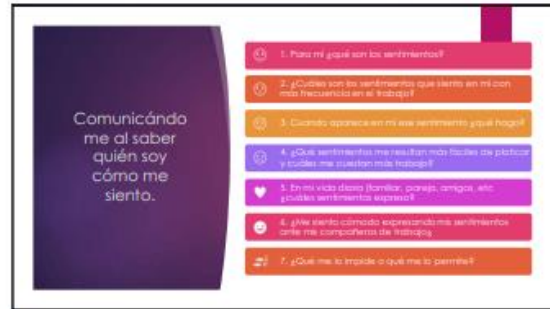 Comunicándo
me al saber
quién soy
cómo me
siento.
1. Para mi ¿qué son los sentimientos?
2. ¿Cuáles son los sentimientos que siento en mi con
más frecuencia en el trabajo?
3. Cuando aparece en mi ese sentimiento ¿qué hago?
4. ¿Qué sentimientos me resultan más fáciles de platicar
y cuáles me cuestan más trabajo?
5. En mi vida diaria (familiar, pareja, amigos, etc
¿cuáles sentimientos expreso?
6. ¿Me siento cómodo expresando mis sentimientos
ante mis compañeros de trabajo¿
7. ¿Qué me lo impide o qué me lo permite?